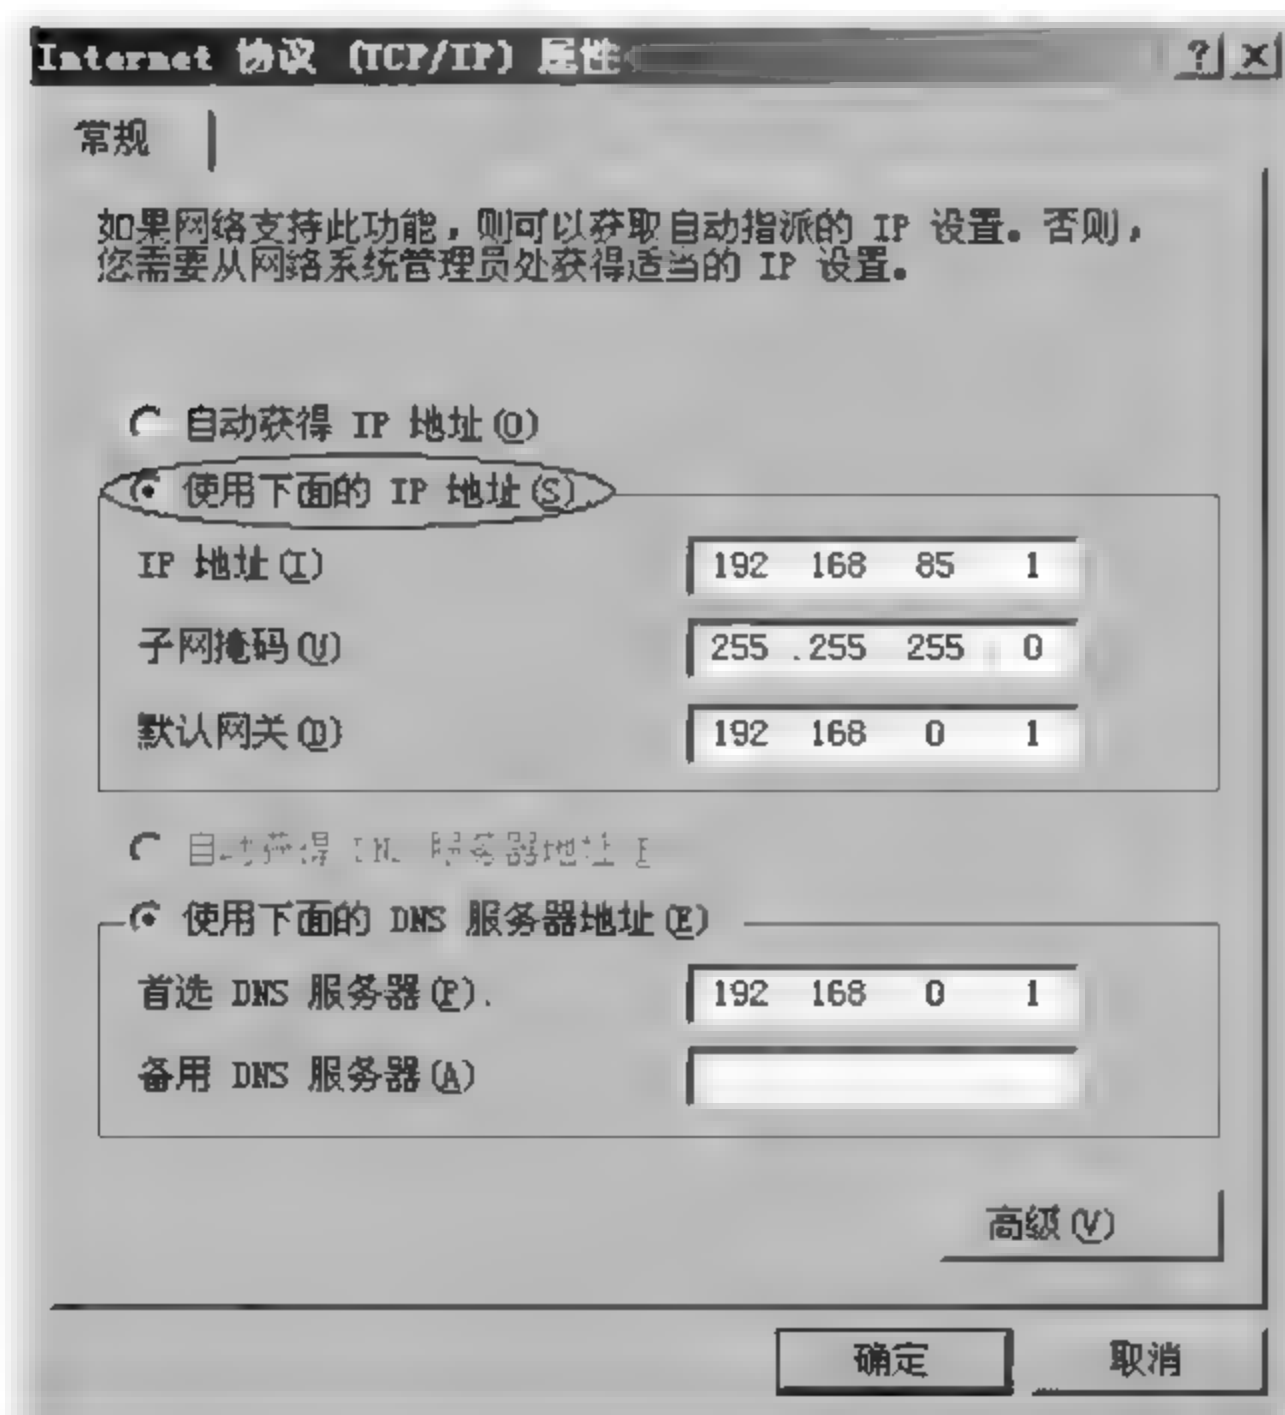 Internet 协议 (TCP/IP) 属性
? ×
常规
如果网络支持此功能，则可以获取自动指派的 IP 设置。否则，
您需要从网络系统管理员处获得适当的 IP 设置。
自动获得 IP 地址(O)
使用下面的 IP 地址(S)
IP 地址(I) 192 168 85 1
子网掩码(U) 255 .255 255 . 0
默认网关(D) 192 168 0 1
服务器地址
使用下面的 DNS 服务器地址(E)
首选 DNS 服务器(P). 192 168 0 1
备用 DNS 服务器(A)
高级(V)
确定 取消